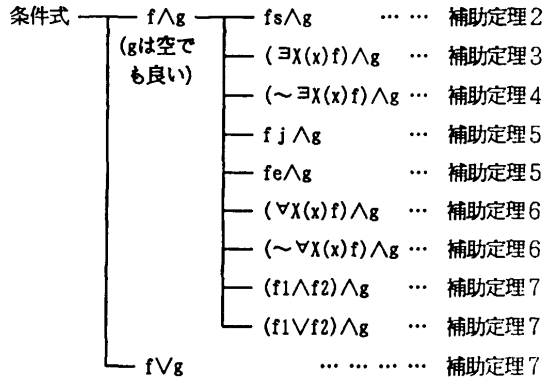 条件式 f∧g fs∧g … … 補助定理2
(gは空で (∃X(x)f)∧g … 補助定理3
も良い) (~∃X(x)f)∧g … 補助定理4
fj∧g … 補助定理5
fe∧g … 補助定理5
(∀X(x)f)∧g … 補助定理6
(~∀X(x)f)∧g … 補助定理6
(f1∧f2)∧g … 補助定理7
(f1∨f2)∧g … 補助定理7
f∨g … … … … 補助定理7